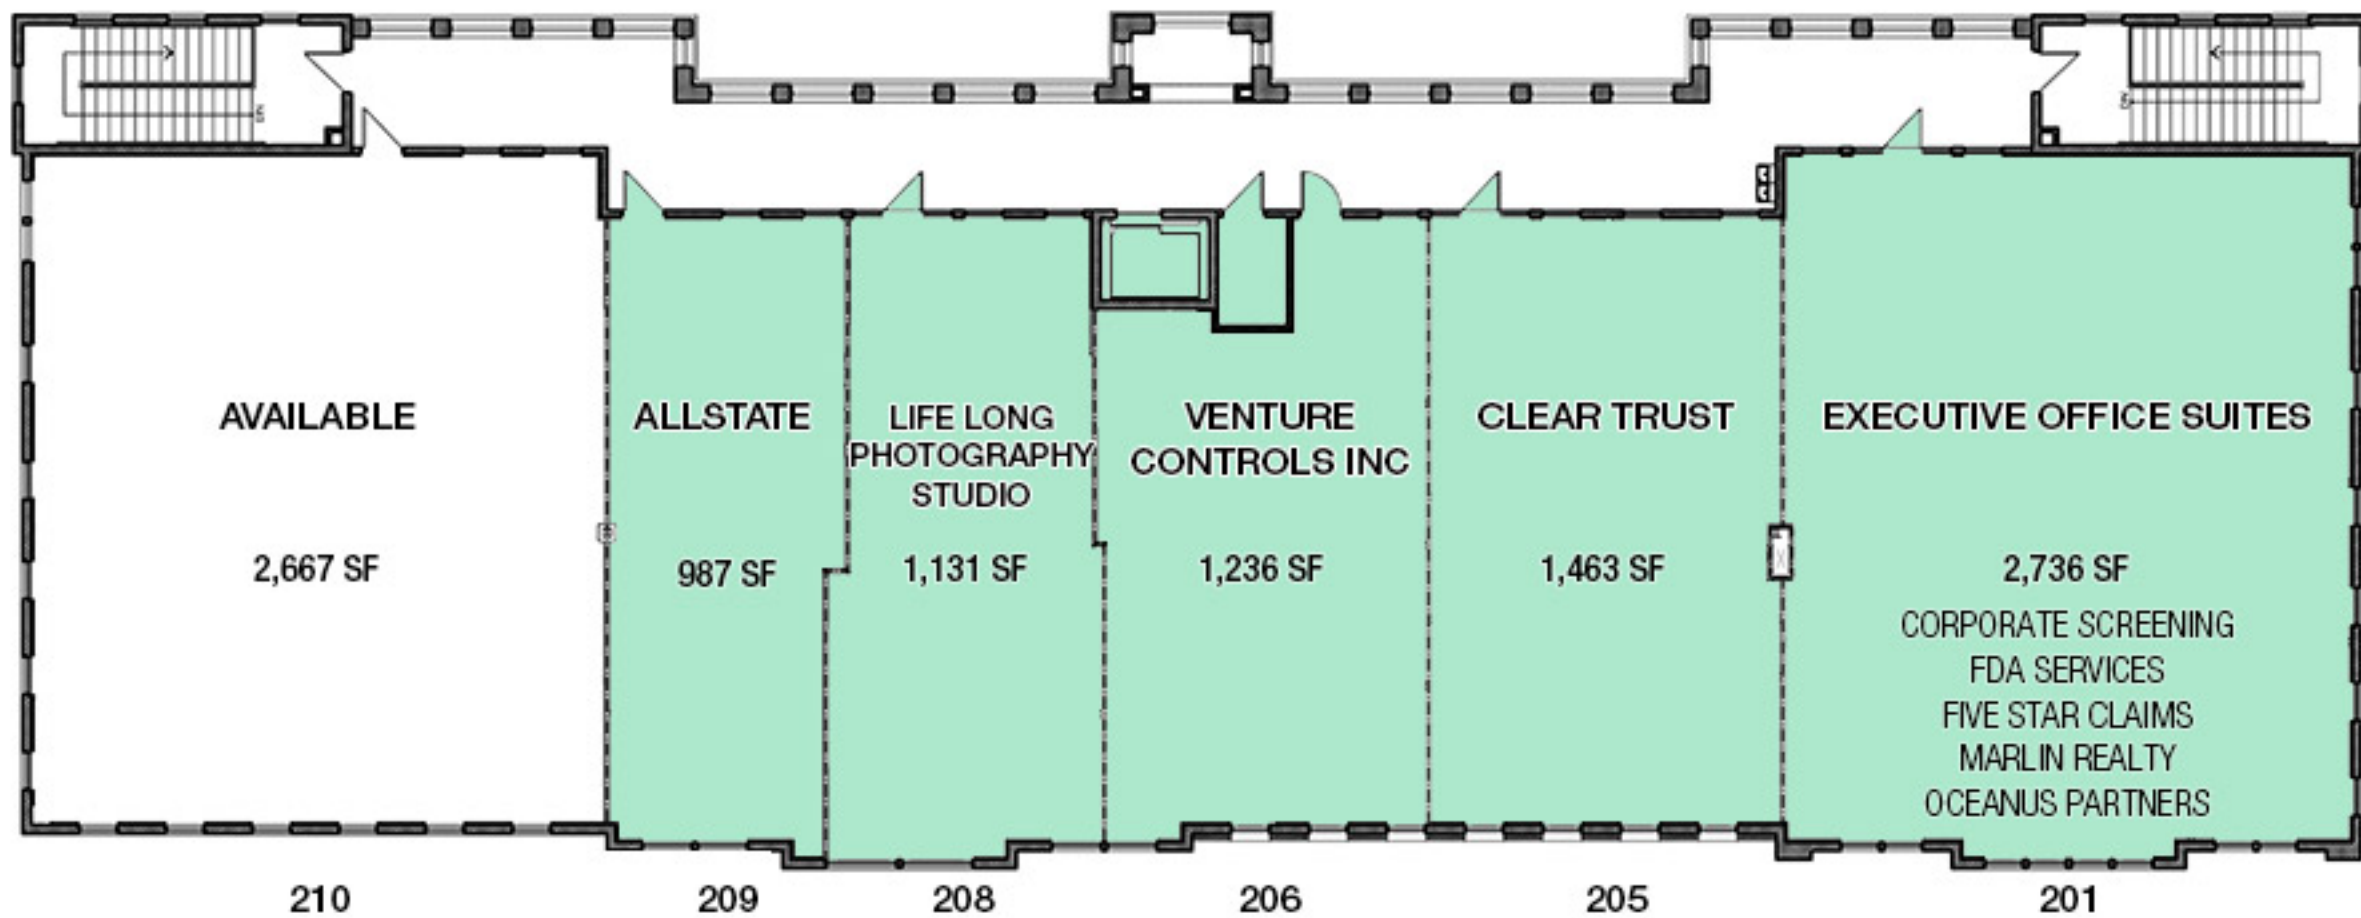 AVAILABLE
2,667 SF
ALLSTATE
987 SF
LIFE LONG
PHOTOGRAPHY
STUDIO
1,131 SF
VENTURE
CONTROLS INC
1,236 SF
CLEAR TRUST
1,463 SF
EXECUTIVE OFFICE SUITES
2,736 SF
CORPORATE SCREENING
FDA SERVICES
FIVE STAR CLAIMS
MARLIN REALTY
OCEANUS PARTNERS
210
209
208
206
205
201